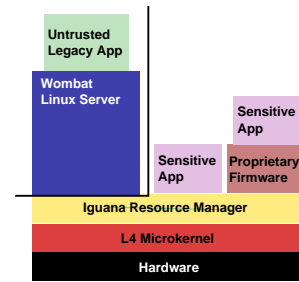 Untrusted
Legacy App
Wombat
Linux Server
Sensitive
App
Sensitive
App
Proprietary
Firmware
Iguana Resource Manager
L4 Microkernel
Hardware